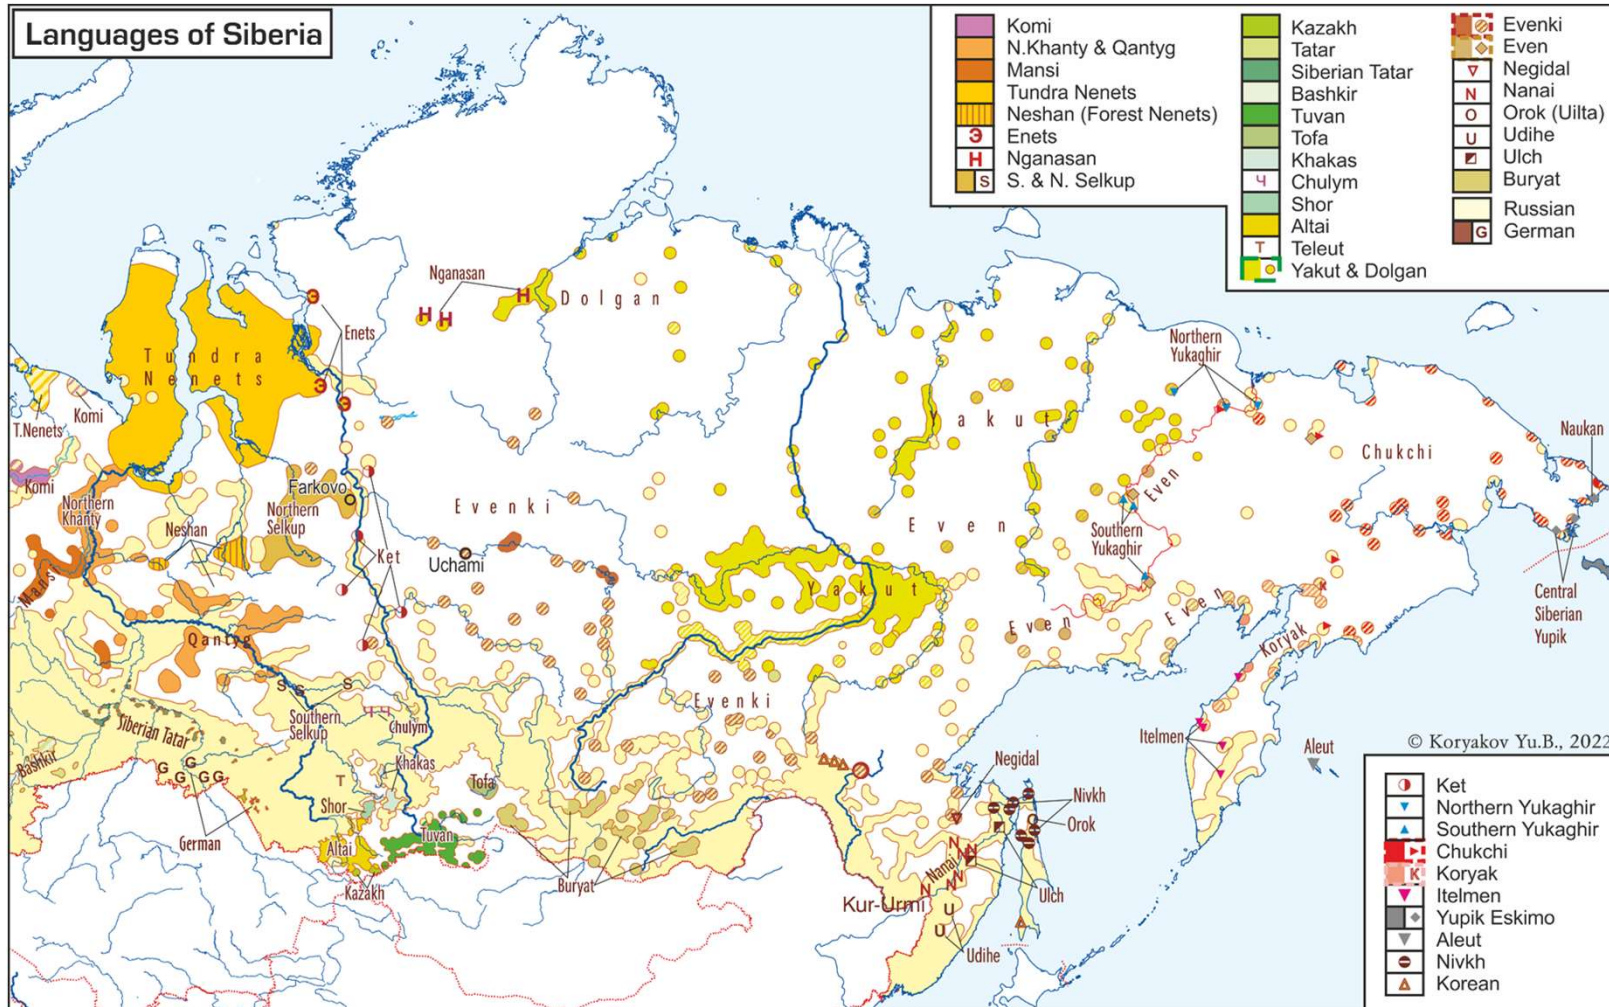 Languages of Siberia
Komi
N.Khanty & Qantyg
Mansi
Tundra Nenets
Neshan (Forest Nenets)
Э Enets
H Nganasan
S S. & N. Selkup
Kazakh
Tatar
Siberian Tatar
Bashkir
Tuvan
Tofa
Khakas
Ч Chulym
Shor
Altai
T Teleut
Yakut & Dolgan
Evenki
Even
Negidal
N Nanai
O Orok (Uilta)
U Udihe
Ulch
Buryat
Russian
G German
Nganasan
H
H H
Dolgan
Э
Enets
Э
Э
Tundra
Nenets
T.Nenets
Komi
Komi
Northern
Khanty
Mansi
Neshan
Northern
Selkup
Farkovo
Ket
Evenki
Uchami
Yakut
Even
Yakut
Northern
Yukaghir
Even
Southern
Yukaghir
Chukchi
Naukan
Central
Siberian
Yupik
Even
Even
K
Koryak
Qantyg
S S S
Southern
Selkup
Ч Ч
Chulym
Siberian Tatar
Bashkir
G G G G G
German
T
Khakas
Shor
Altai
Kazakh
Tofa
Tuvan
Buryat
Evenki
Negidal
Nivkh
Orok
Ulch
Nanai
N N N N N N
Kur-Urmi
U
U
Udihe
Itelmen
Aleut
© Koryakov Yu.B., 2022
Ket
Northern Yukaghir
Southern Yukaghir
Chukchi
K Koryak
Itelmen
Yupik Eskimo
Aleut
Nivkh
Korean